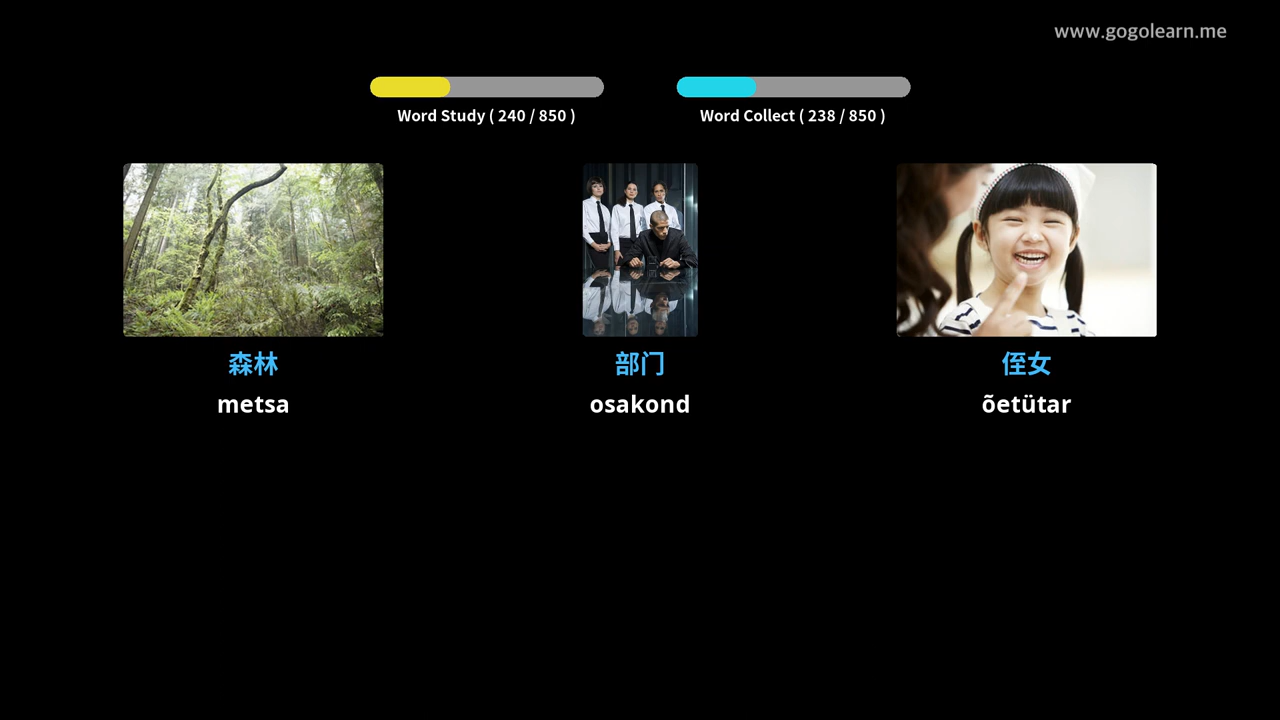 www.gogolearn.me
Word Study ( 240 / 850 )
Word Collect ( 238 / 850 )
森林
部门
侄女
metsa
osakond
õetütar